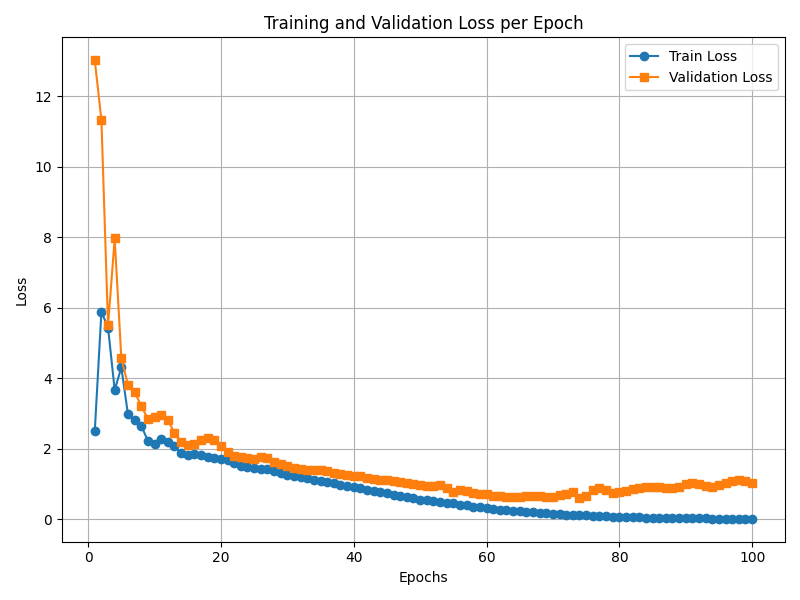 Training and Validation Loss per Epoch
Train Loss
Validation Loss
Loss
12
10
8
6
4
2
0
0 20 40 60 80 100
Epochs